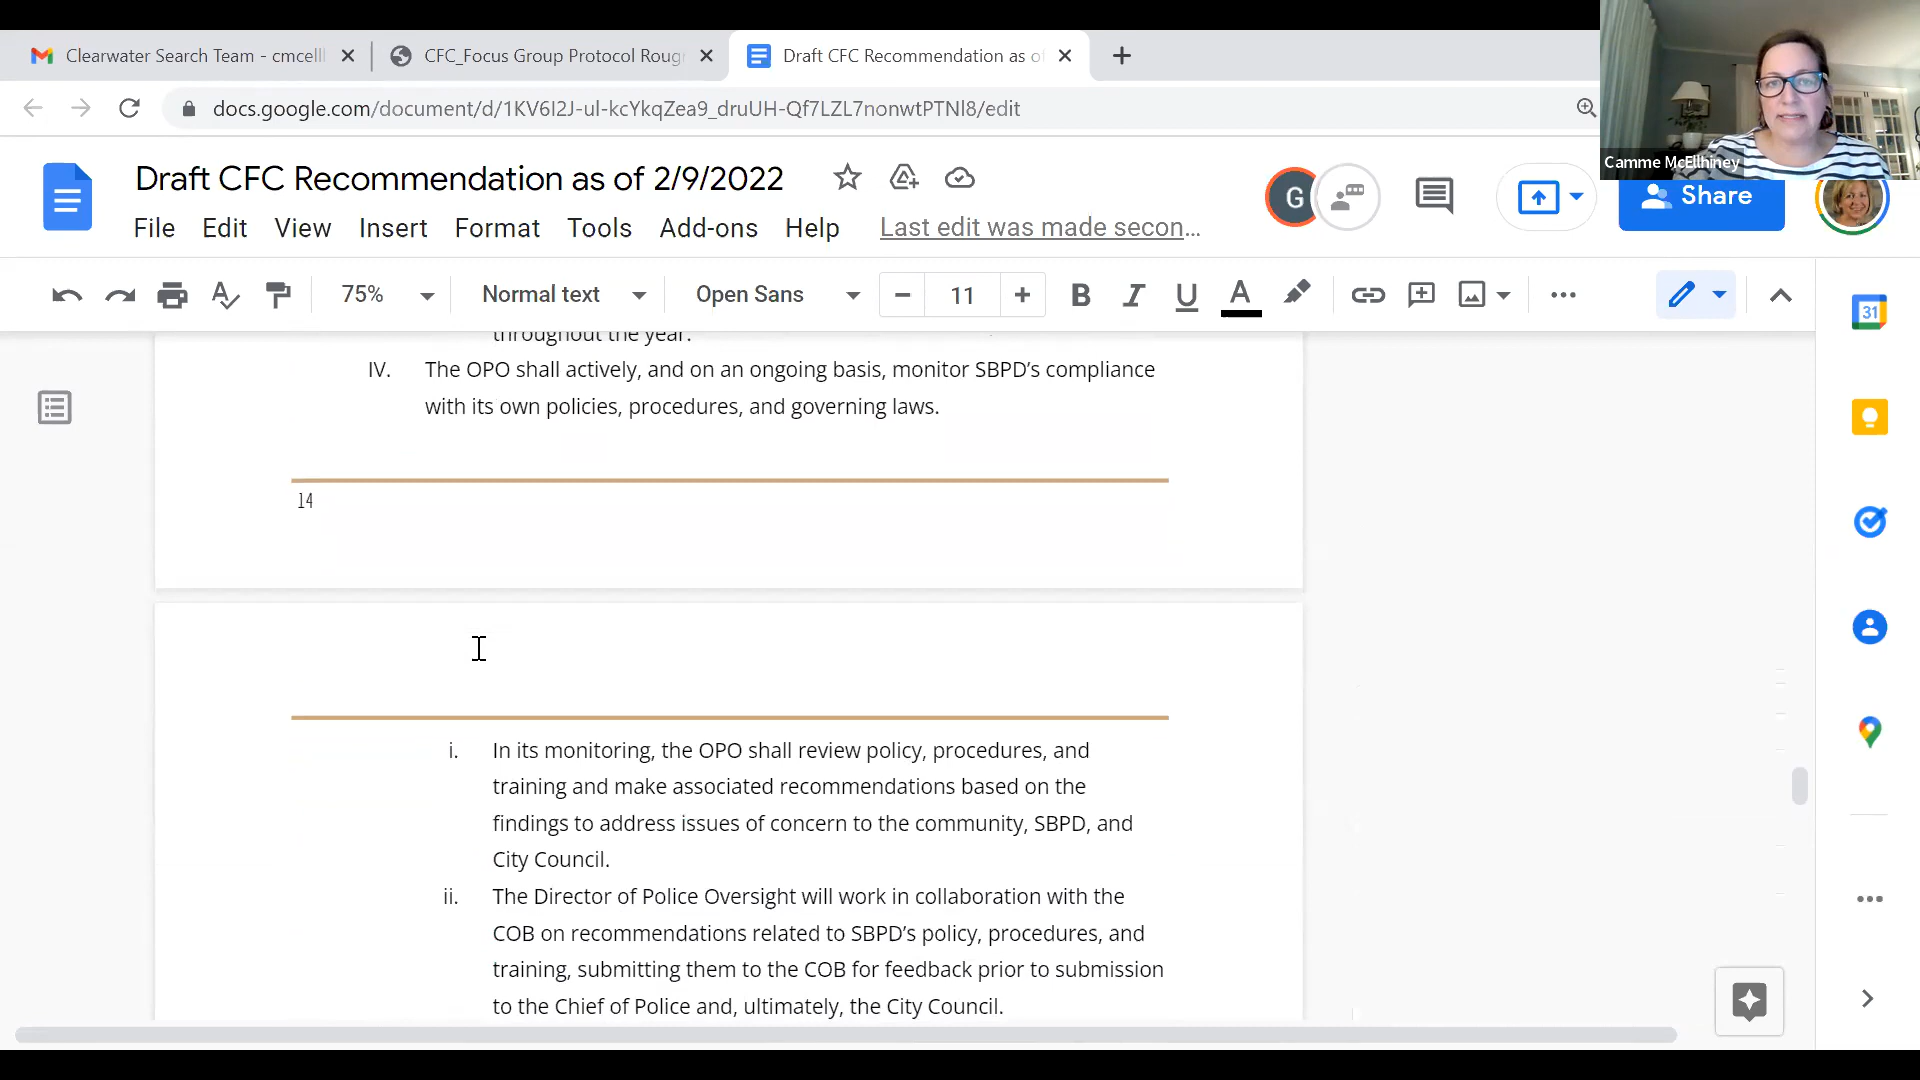 Clearwater Search Team - cmcelll
CFC_Focus Group Protocol Roug
Draft CFC Recommendation as of
docs.google.com/document/d/1KV6I2J-ul-kcYkqZea9_druUH-Qf7LZL7nonwtPTNl8/edit
Camme McEllhiney
Draft CFC Recommendation as of 2/9/2022
G
Share
File Edit View Insert Format Tools Add-ons Help Last edit was made secon...
75% Normal text Open Sans 11 B I U A
31
throughout the year.
IV. The OPO shall actively, and on an ongoing basis, monitor SBPD’s compliance
with its own policies, procedures, and governing laws.
14
i. In its monitoring, the OPO shall review policy, procedures, and
training and make associated recommendations based on the
findings to address issues of concern to the community, SBPD, and
City Council.
ii. The Director of Police Oversight will work in collaboration with the
COB on recommendations related to SBPD’s policy, procedures, and
training, submitting them to the COB for feedback prior to submission
to the Chief of Police and, ultimately, the City Council.